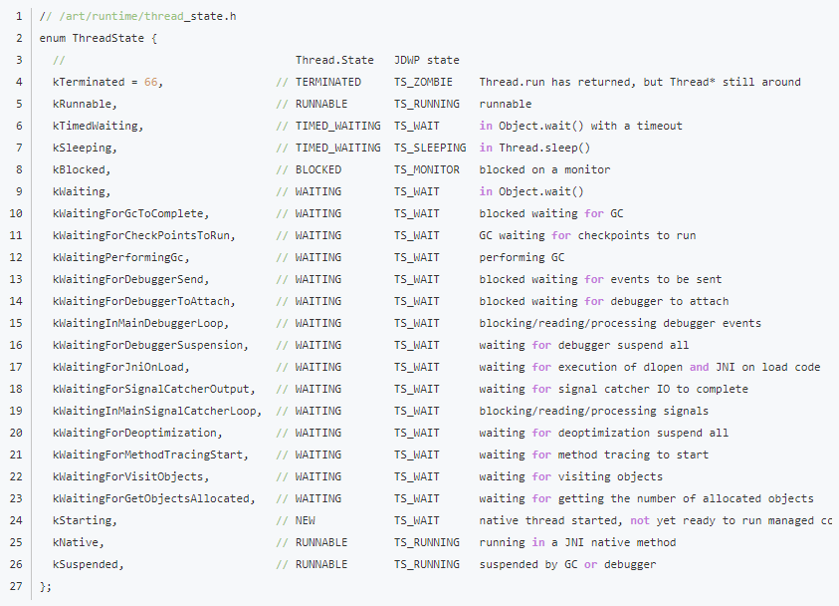 1 // /art/runtime/thread_state.h
2 enum ThreadState {
3 // Thread.State JDWP state
4 kTerminated = 66, // TERMINATED TS_ZOMBIE Thread.run has returned, but Thread* still around
5 kRunnable, // RUNNABLE TS_RUNNING runnable
6 kTimedWaiting, // TIMED_WAITING TS_WAIT in Object.wait() with a timeout
7 kSleeping, // TIMED_WAITING TS_SLEEPING in Thread.sleep()
8 kBlocked, // BLOCKED TS_MONITOR blocked on a monitor
9 kWaiting, // WAITING TS_WAIT in Object.wait()
10 kWaitingForGcToComplete, // WAITING TS_WAIT blocked waiting for GC
11 kWaitingForCheckPointsToRun, // WAITING TS_WAIT GC waiting for checkpoints to run
12 kWaitingPerformingGc, // WAITING TS_WAIT performing GC
13 kWaitingForDebuggerSend, // WAITING TS_WAIT blocked waiting for events to be sent
14 kWaitingForDebuggerToAttach, // WAITING TS_WAIT blocked waiting for debugger to attach
15 kWaitingInMainDebuggerLoop, // WAITING TS_WAIT blocking/reading/processing debugger events
16 kWaitingForDebuggerSuspension, // WAITING TS_WAIT waiting for debugger suspend all
17 kWaitingForJniOnLoad, // WAITING TS_WAIT waiting for execution of dlopen and JNI on load code
18 kWaitingForSignalCatcherOutput, // WAITING TS_WAIT waiting for signal catcher IO to complete
19 kWaitingInMainSignalCatcherLoop, // WAITING TS_WAIT blocking/reading/processing signals
20 kWaitingForDeoptimization, // WAITING TS_WAIT waiting for deoptimization suspend all
21 kWaitingForMethodTracingStart, // WAITING TS_WAIT waiting for method tracing to start
22 kWaitingForVisitObjects, // WAITING TS_WAIT waiting for visiting objects
23 kWaitingForGetObjectsAllocated, // WAITING TS_WAIT waiting for getting the number of allocated objects
24 kStarting, // NEW TS_WAIT native thread started, not yet ready to run managed
25 kNative, // RUNNABLE TS_RUNNING running in a JNI native method
26 kSuspended, // RUNNABLE TS_RUNNING suspended by GC or debugger
27 };